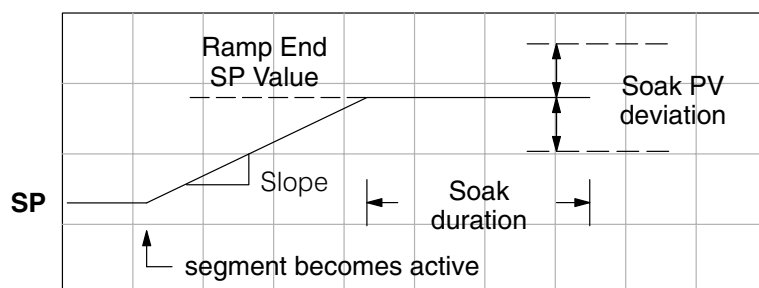 Ramp End
SP Value
Soak PV
deviation
Slope
Soak
duration
SP
segment becomes active